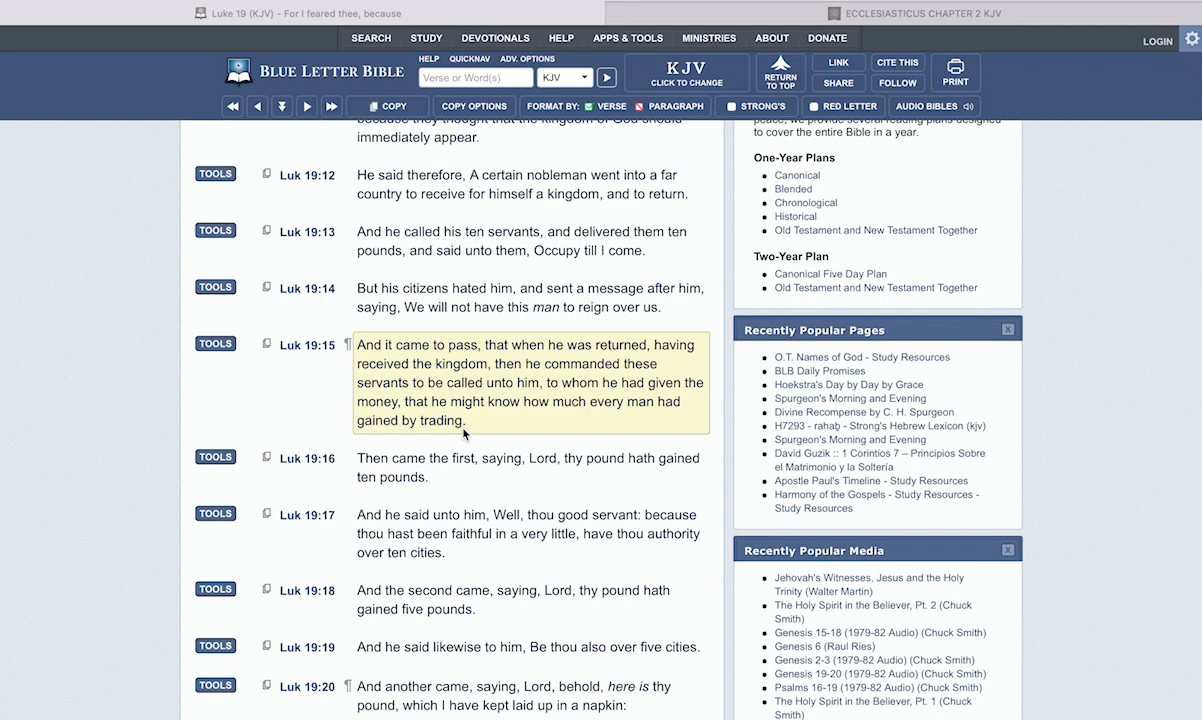 Luke 19 (KJV) - For I feared thee, because
ECCLESIASTICUS CHAPTER 2 KJV
SEARCH STUDY DEVOTIONALS HELP APPS & TOOLS MINISTRIES ABOUT DONATE
LOGIN
BLUE LETTER BIBLE
HELP QUICKNAV ADV. OPTIONS
Verse or Word(s)
KJV
KJV
CLICK TO CHANGE
RETURN
TO TOP
LINK
CITE THIS
SHARE
FOLLOW
PRINT
COPY
COPY OPTIONS
FORMAT BY: VERSE PARAGRAPH
STRONG'S
RED LETTER
AUDIO BIBLES
because they thought that the kingdom of God should
immediately appear.
TOOLS Luk 19:12 He said therefore, A certain nobleman went into a far
country to receive for himself a kingdom, and to return.
TOOLS Luk 19:13 And he called his ten servants, and delivered them ten
pounds, and said unto them, Occupy till I come.
TOOLS Luk 19:14 But his citizens hated him, and sent a message after him,
saying, We will not have this man to reign over us.
TOOLS Luk 19:15 ¶ And it came to pass, that when he was returned, having
received the kingdom, then he commanded these
servants to be called unto him, to whom he had given the
money, that he might know how much every man had
gained by trading.
TOOLS Luk 19:16 Then came the first, saying, Lord, thy pound hath gained
ten pounds.
TOOLS Luk 19:17 And he said unto him, Well, thou good servant: because
thou hast been faithful in a very little, have thou authority
over ten cities.
TOOLS Luk 19:18 And the second came, saying, Lord, thy pound hath
gained five pounds.
TOOLS Luk 19:19 And he said likewise to him, Be thou also over five cities.
TOOLS Luk 19:20 ¶ And another came, saying, Lord, behold, here is thy
pound, which I have kept laid up in a napkin:
peace, we provide several reading plans designed
to cover the entire Bible in a year.
One-Year Plans
Canonical
Blended
Chronological
Historical
Old Testament and New Testament Together
Two-Year Plan
Canonical Five Day Plan
Old Testament and New Testament Together
Recently Popular Pages
O.T. Names of God - Study Resources
BLB Daily Promises
Hoekstra's Day by Day by Grace
Spurgeon's Morning and Evening
Divine Recompense by C. H. Spurgeon
H7293 - rahaḇ - Strong's Hebrew Lexicon (kjv)
Spurgeon's Morning and Evening
David Guzik :: 1 Corintios 7 – Principios Sobre
el Matrimonio y la Soltería
Apostle Paul's Timeline - Study Resources
Harmony of the Gospels - Study Resources -
Study Resources
Recently Popular Media
Jehovah's Witnesses, Jesus and the Holy
Trinity (Walter Martin)
The Holy Spirit in the Believer, Pt. 2 (Chuck
Smith)
Genesis 15-18 (1979-82 Audio) (Chuck Smith)
Genesis 6 (Raul Ries)
Genesis 2-3 (1979-82 Audio) (Chuck Smith)
Genesis 19-20 (1979-82 Audio) (Chuck Smith)
Psalms 16-19 (1979-82 Audio) (Chuck Smith)
The Holy Spirit in the Believer, Pt. 1 (Chuck
Smith)